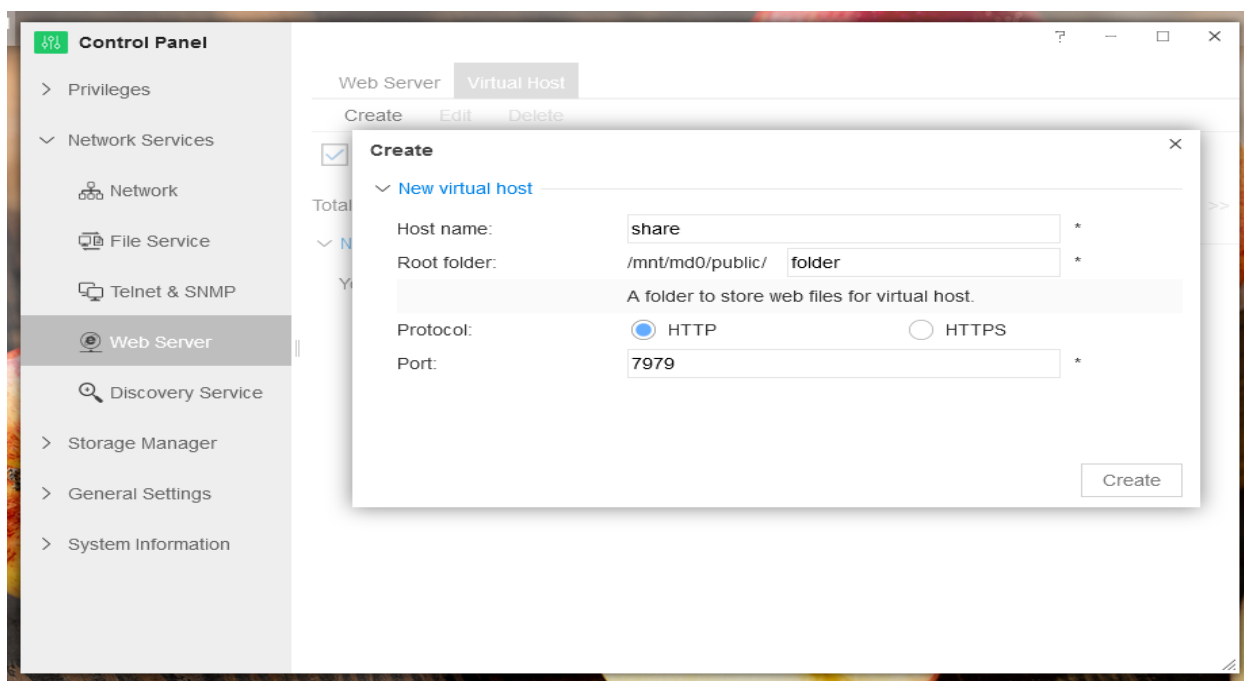 Control Panel
Privileges
Network Services
Network
File Service
Telnet & SNMP
Web Server
Discovery Service
Storage Manager
General Settings
System Information
Web Server Virtual Host
Create Edit Delete
Total
>>
Create
New virtual host
Host name: share *
Root folder: /mnt/md0/public/ folder *
A folder to store web files for virtual host.
Protocol: HTTP HTTPS
Port: 7979 *
Create